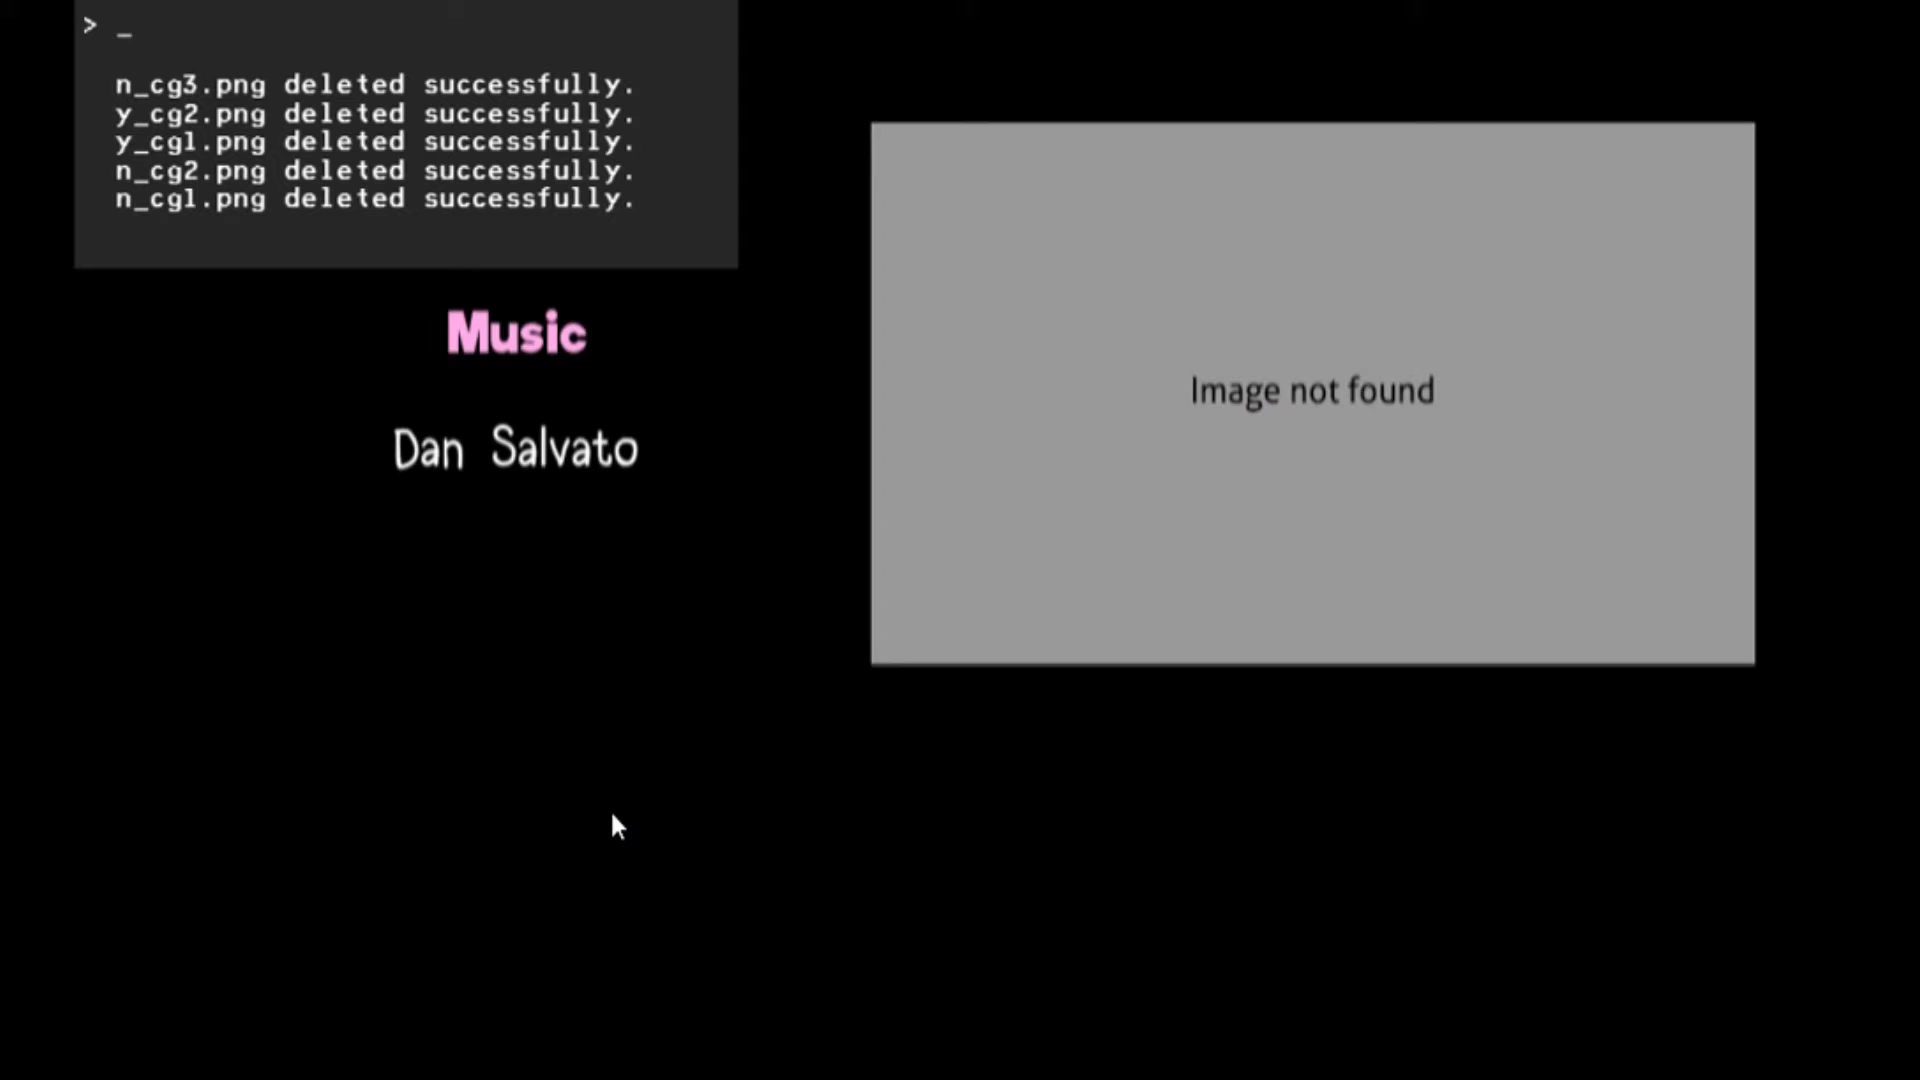 > _
n_cg3.png deleted successfully.
y_cg2.png deleted successfully.
y_cg1.png deleted successfully.
n_cg2.png deleted successfully.
n_cg1.png deleted successfully.
Music
Dan Salvato
Image not found